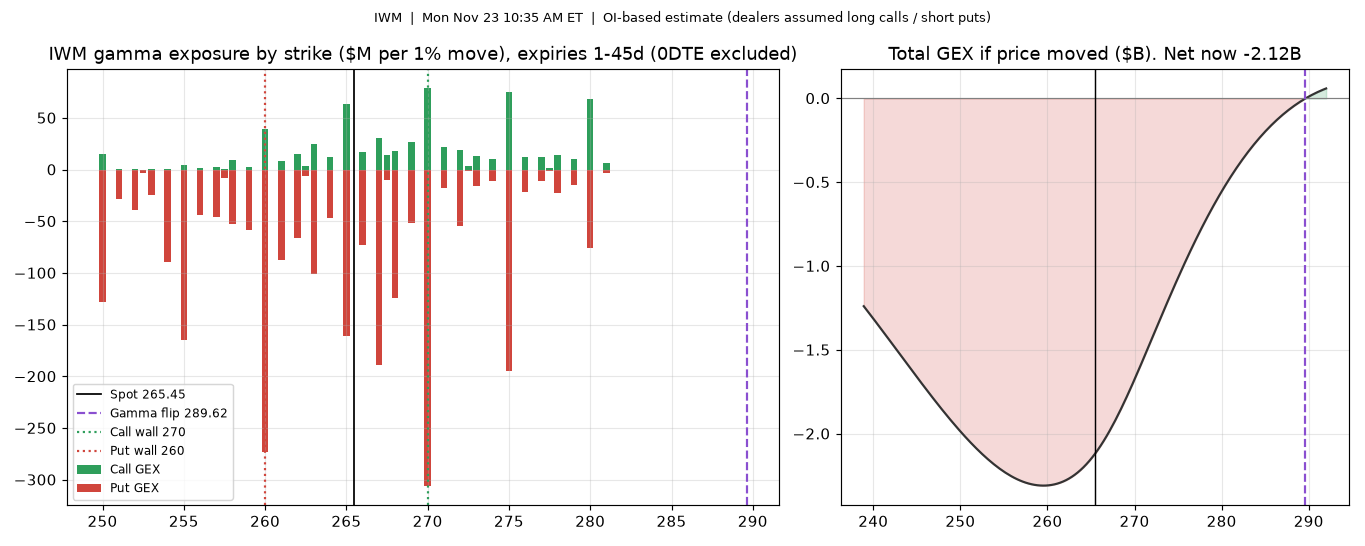 IWM | Mon Nov 23 10:35 AM ET | OI-based estimate (dealers assumed long calls / short puts)
IWM gamma exposure by strike ($M per 1% move), expiries 1-45d (0DTE excluded)
50
0
−50
−100
−150
−200
−250
−300
Spot 265.45
Gamma flip 289.62
Call wall 270
Put wall 260
Call GEX
Put GEX
250 255 260 265 270 275 280 285 290
Total GEX if price moved ($B). Net now -2.12B
0.0
−0.5
−1.0
−1.5
−2.0
240 250 260 270 280 290